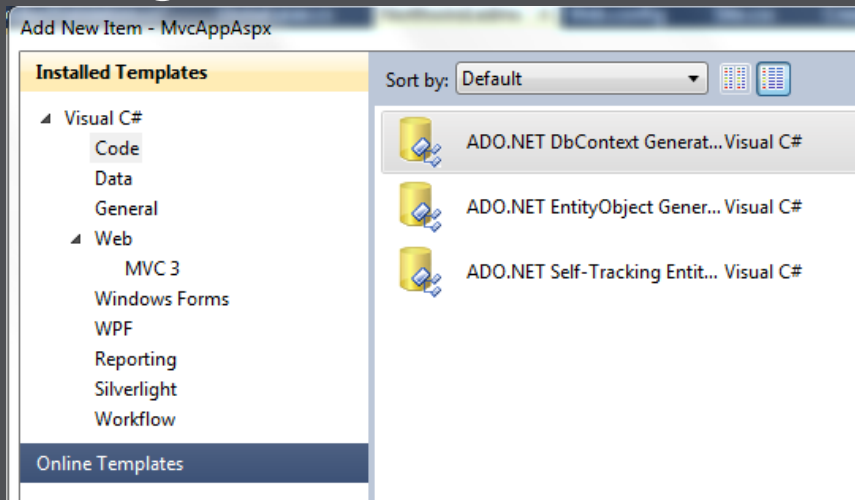 Add New Item - MvcAppAspx
Installed Templates
Visual C#
Code
Data
General
Web
MVC 3
Windows Forms
WPF
Reporting
Silverlight
Workflow
Online Templates
Sort by: Default
ADO.NET DbContext Generat... Visual C#
ADO.NET EntityObject Gener... Visual C#
ADO.NET Self-Tracking Entit... Visual C#